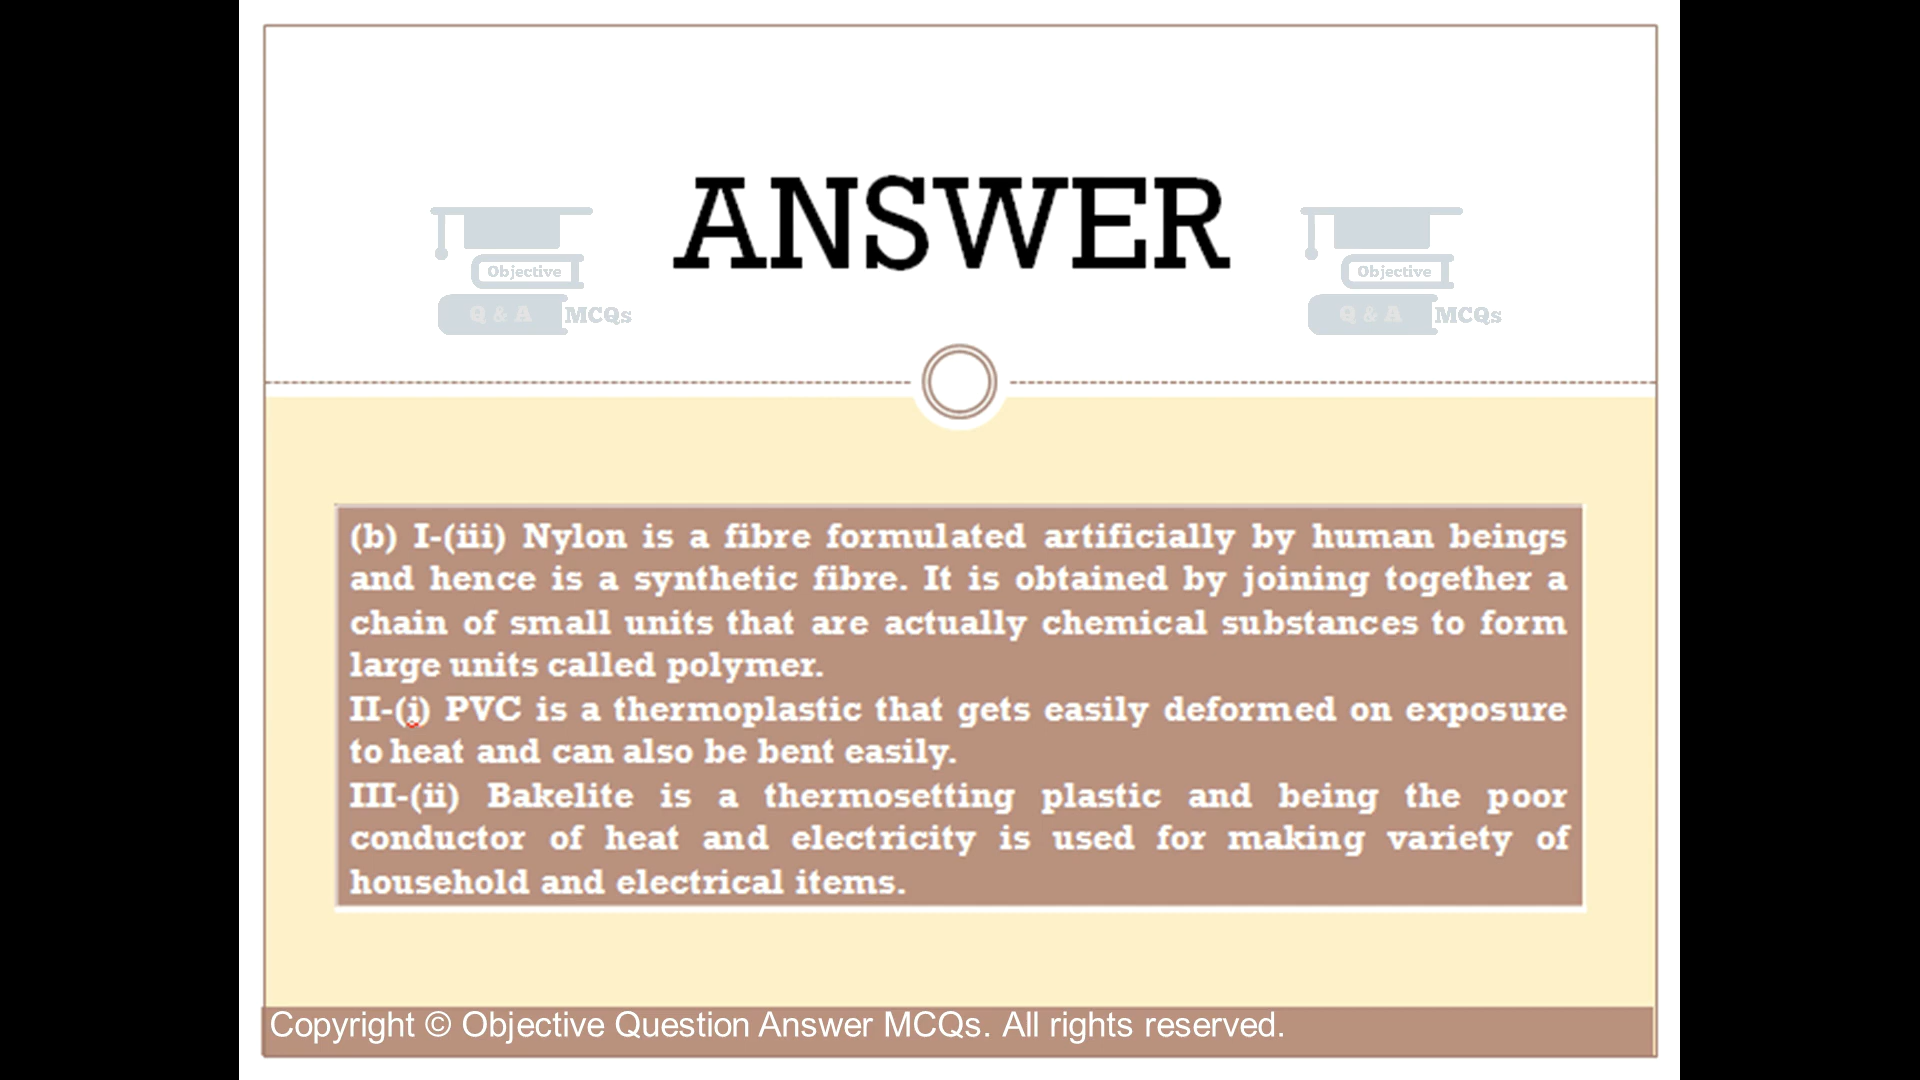 ANSWER
Objective
Q & A MCQs
Objective
Q & A MCQs
(b) I-(iii) Nylon is a fibre formulated artificially by human beings
and hence is a synthetic fibre. It is obtained by joining together a
chain of small units that are actually chemical substances to form
large units called polymer.
II-(i) PVC is a thermoplastic that gets easily deformed on exposure
to heat and can also be bent easily.
III-(ii) Bakelite is a thermosetting plastic and being the poor
conductor of heat and electricity is used for making variety of
household and electrical items.
Copyright © Objective Question Answer MCQs. All rights reserved.